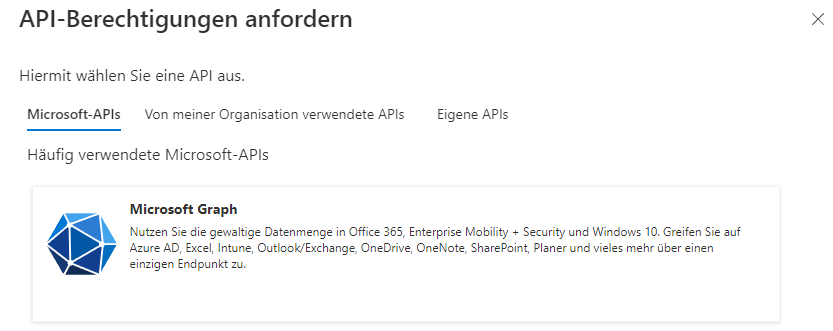 API-Berechtigungen anfordern
Hiermit wählen Sie eine API aus.
Microsoft-APIs Von meiner Organisation verwendete APIs Eigene APIs
Häufig verwendete Microsoft-APIs
Microsoft Graph
Nutzen Sie die gewaltige Datenmenge in Office 365, Enterprise Mobility + Security und Windows 10. Greifen Sie auf
Azure AD, Excel, Intune, Outlook/Exchange, OneDrive, OneNote, SharePoint, Planer und vieles mehr über einen
einzigen Endpunkt zu.